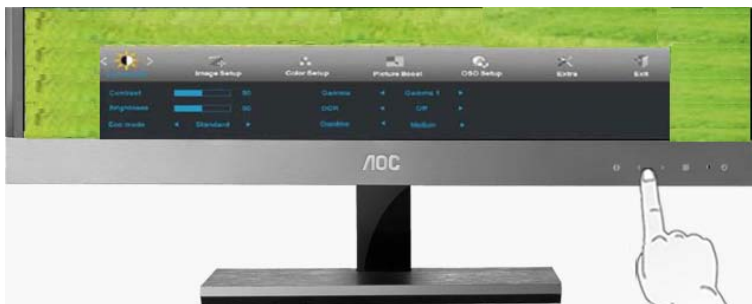 < > Image Setup Color Setup Picture Boost OSD Setup Extra Exit
Contrast 50 Gamma Gamma 1
Brightness 50 DCR Off
Eco mode Standard Overdrive Medium
AOC